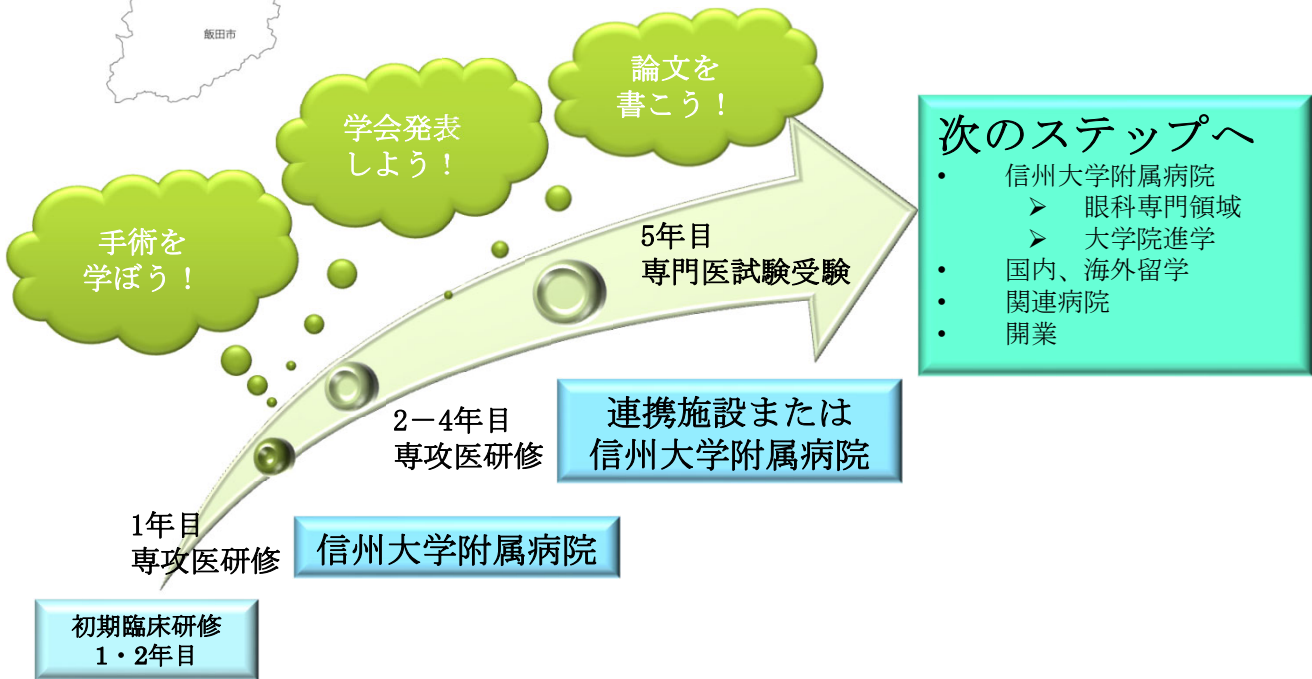 飯田市
論文を
書こう！
学会発表
しよう！
手術を
学ぼう！
次のステップへ
• 信州大学附属病院
➢ 眼科専門領域
➢ 大学院進学
• 国内、海外留学
• 関連病院
• 開業
5年目
専門医試験受験
2－4年目
専攻医研修
連携施設または
信州大学附属病院
1年目
専攻医研修
信州大学附属病院
初期臨床研修
1・2年目